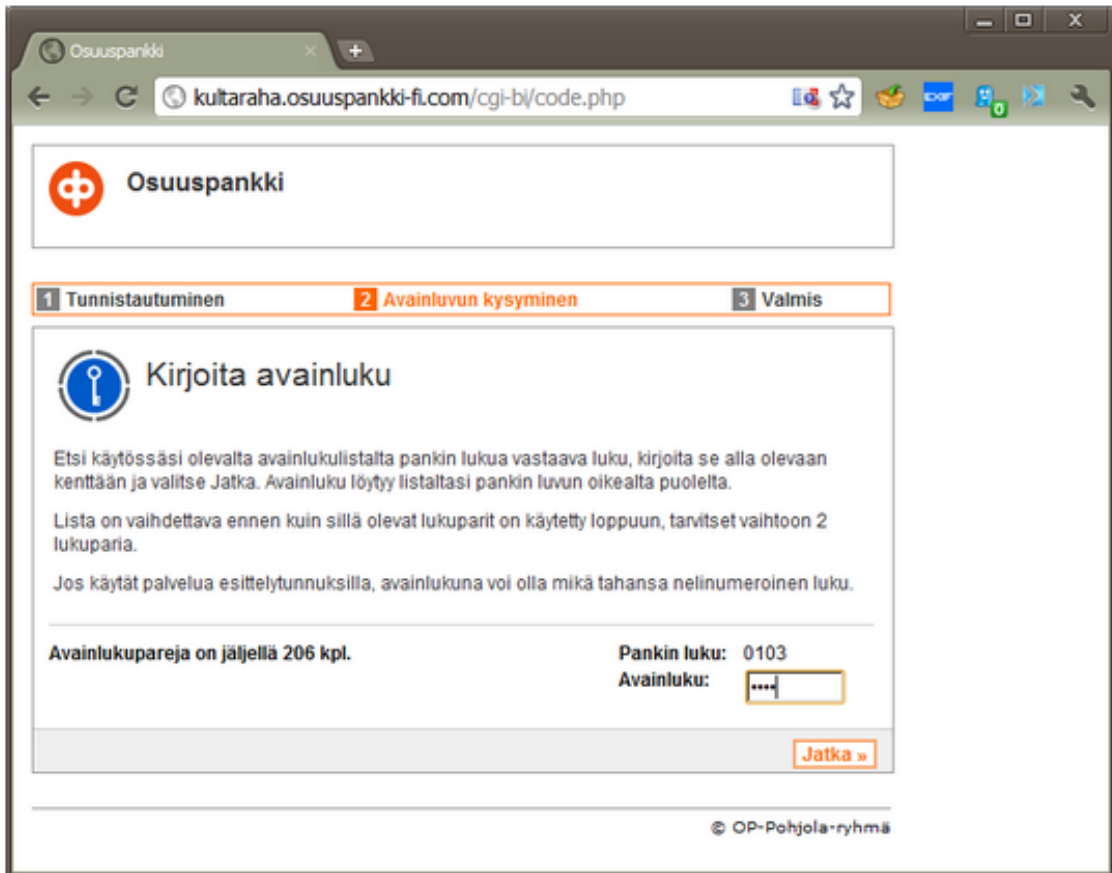 Osuuspankki
kultaraha.osuuspankki-fi.com/cgi-bi/code.php
EXIF
0
Osuuspankki
1 Tunnistautuminen 2 Avainluvun kysyminen 3 Valmis
Kirjoita avainluku
Etsi käytössäsi olevalta avainlukulistalta pankin lukua vastaava luku, kirjoita se alla olevaan
kenttään ja valitse Jatka. Avainluku löytyy listaltasi pankin luvun oikealta puolelta.
Lista on vaihdettava ennen kuin sillä olevat lukuparit on käytetty loppuun, tarvitset vaihtoon 2
lukuparia.
Jos käytät palvelua esittelytunnuksilla, avainlukuna voi olla mikä tahansa nelinumeroinen luku.
Avainlukupareja on jäljellä 206 kpl. Pankin luku: 0103
Avainluku: ••••
Jatka »
© OP-Pohjola-ryhmä